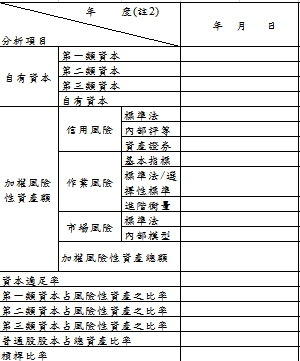 年 度(註2)
年 月 日
分析項目
自有資本
第一類資本
第二類資本
第三類資本
自有資本
加權風險
性資產額
信用風險
標準法
內部評等
資產證券
作業風險
基本指標
標準法/選
擇性標準
進階衡量
市場風險
標準法
內部模型
加權風險性資產總額
資本適足率
第一類資本占風險性資產之比率
第二類資本占風險性資產之比率
第三類資本占風險性資產之比率
普通股股本占總資產比率
槓桿比率